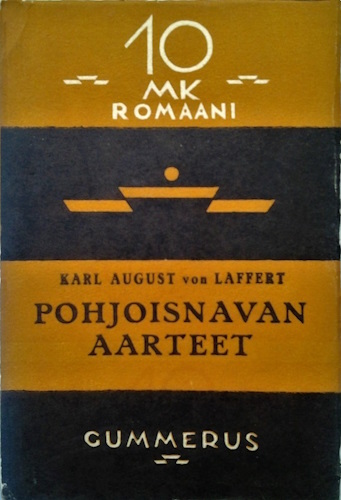 10
MK
ROMAANI
KARL AUGUST von LAFFERT
POHJOISNAVAN
AARTEET
GUMMERUS